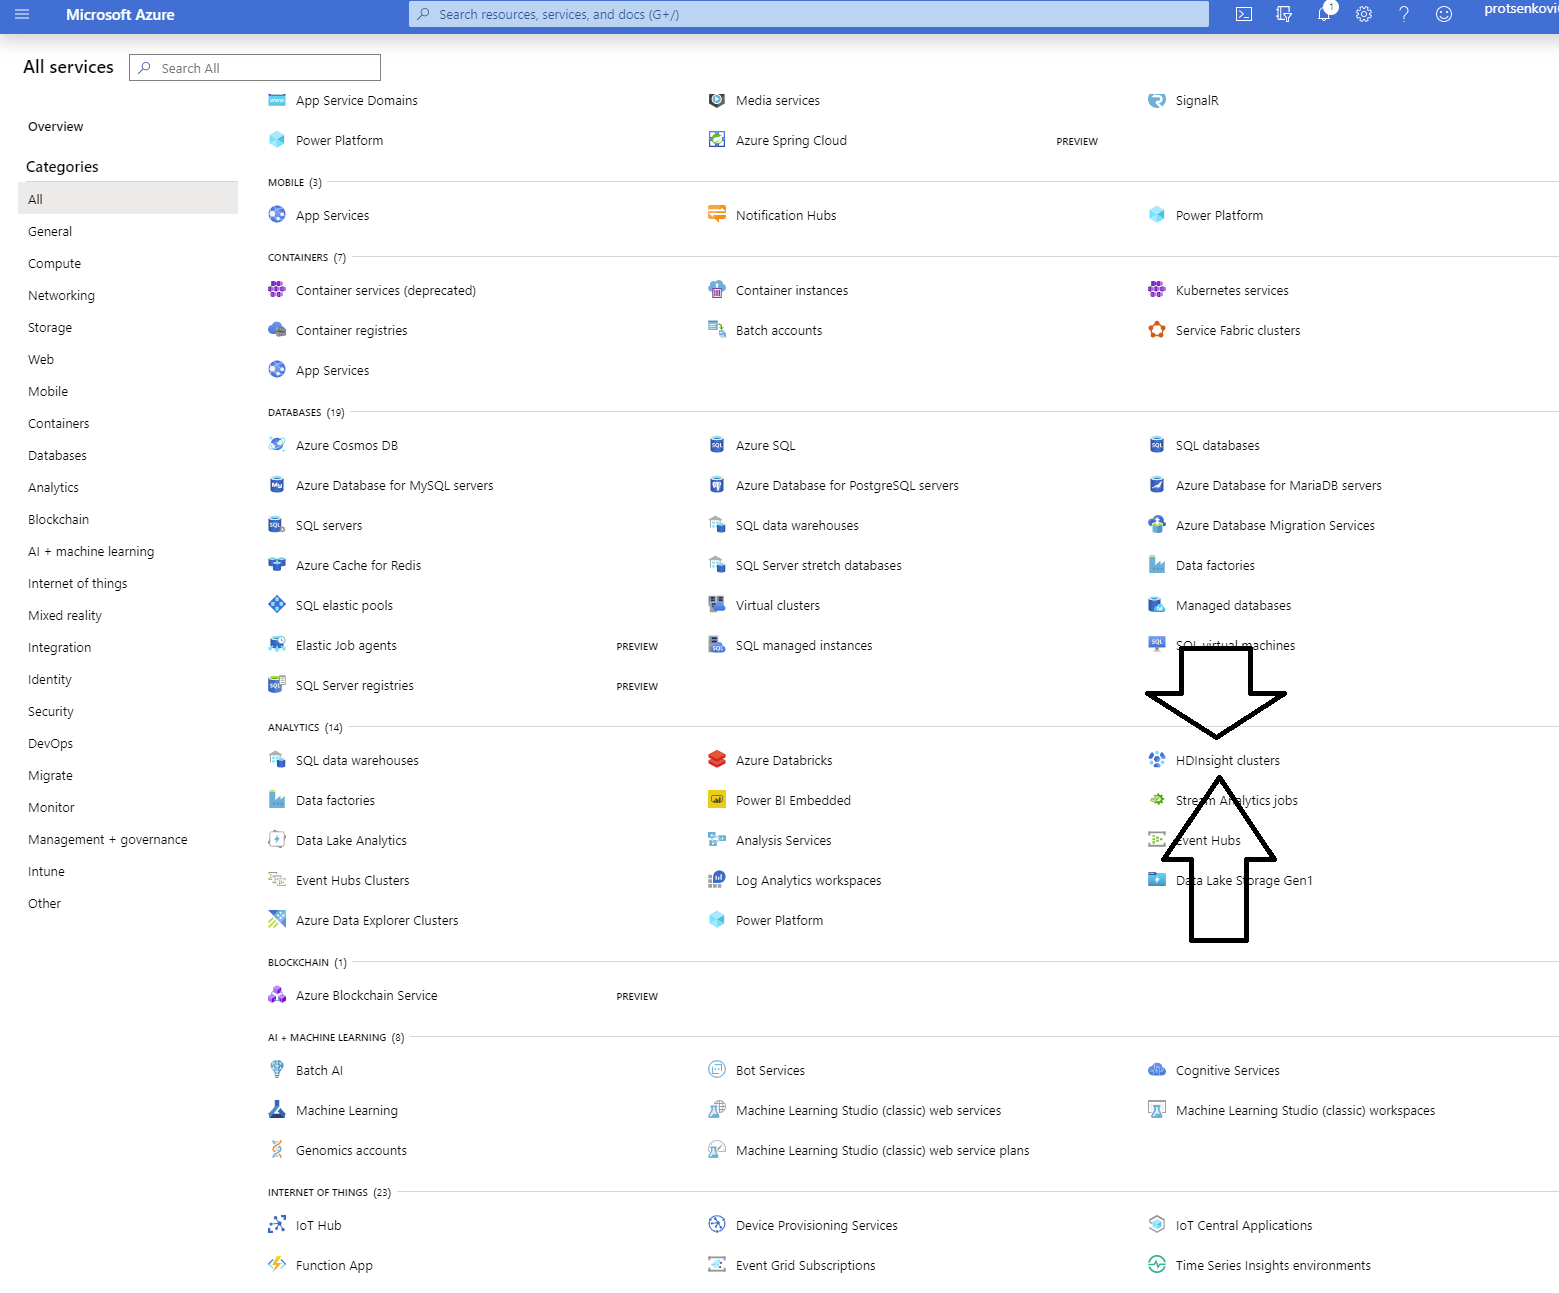 Microsoft Azure
Search resources, services, and docs (G+/)
1
protsenkovi
All services
Search All
Overview
Categories
All
General
Compute
Networking
Storage
Web
Mobile
Containers
Databases
Analytics
Blockchain
AI + machine learning
Internet of things
Mixed reality
Integration
Identity
Security
DevOps
Migrate
Monitor
Management + governance
Intune
Other
App Service Domains
Media services
SignalR
Power Platform
Azure Spring Cloud PREVIEW
MOBILE (3)
App Services
Notification Hubs
Power Platform
CONTAINERS (7)
Container services (deprecated)
Container instances
Kubernetes services
Container registries
Batch accounts
Service Fabric clusters
App Services
DATABASES (19)
Azure Cosmos DB
Azure SQL
SQL databases
Azure Database for MySQL servers
Azure Database for PostgreSQL servers
Azure Database for MariaDB servers
SQL servers
SQL data warehouses
Azure Database Migration Services
Azure Cache for Redis
SQL Server stretch databases
Data factories
SQL elastic pools
Virtual clusters
Managed databases
Elastic Job agents PREVIEW
SQL managed instances
SQL virtual machines
SQL Server registries PREVIEW
ANALYTICS (14)
SQL data warehouses
Azure Databricks
HDInsight clusters
Data factories
Power BI Embedded
Stream Analytics jobs
Data Lake Analytics
Analysis Services
Event Hubs
Event Hubs Clusters
Log Analytics workspaces
Data Lake Storage Gen1
Azure Data Explorer Clusters
Power Platform
BLOCKCHAIN (1)
Azure Blockchain Service PREVIEW
AI + MACHINE LEARNING (8)
Batch AI
Bot Services
Cognitive Services
Machine Learning
Machine Learning Studio (classic) web services
Machine Learning Studio (classic) workspaces
Genomics accounts
Machine Learning Studio (classic) web service plans
INTERNET OF THINGS (23)
IoT Hub
Device Provisioning Services
IoT Central Applications
Function App
Event Grid Subscriptions
Time Series Insights environments